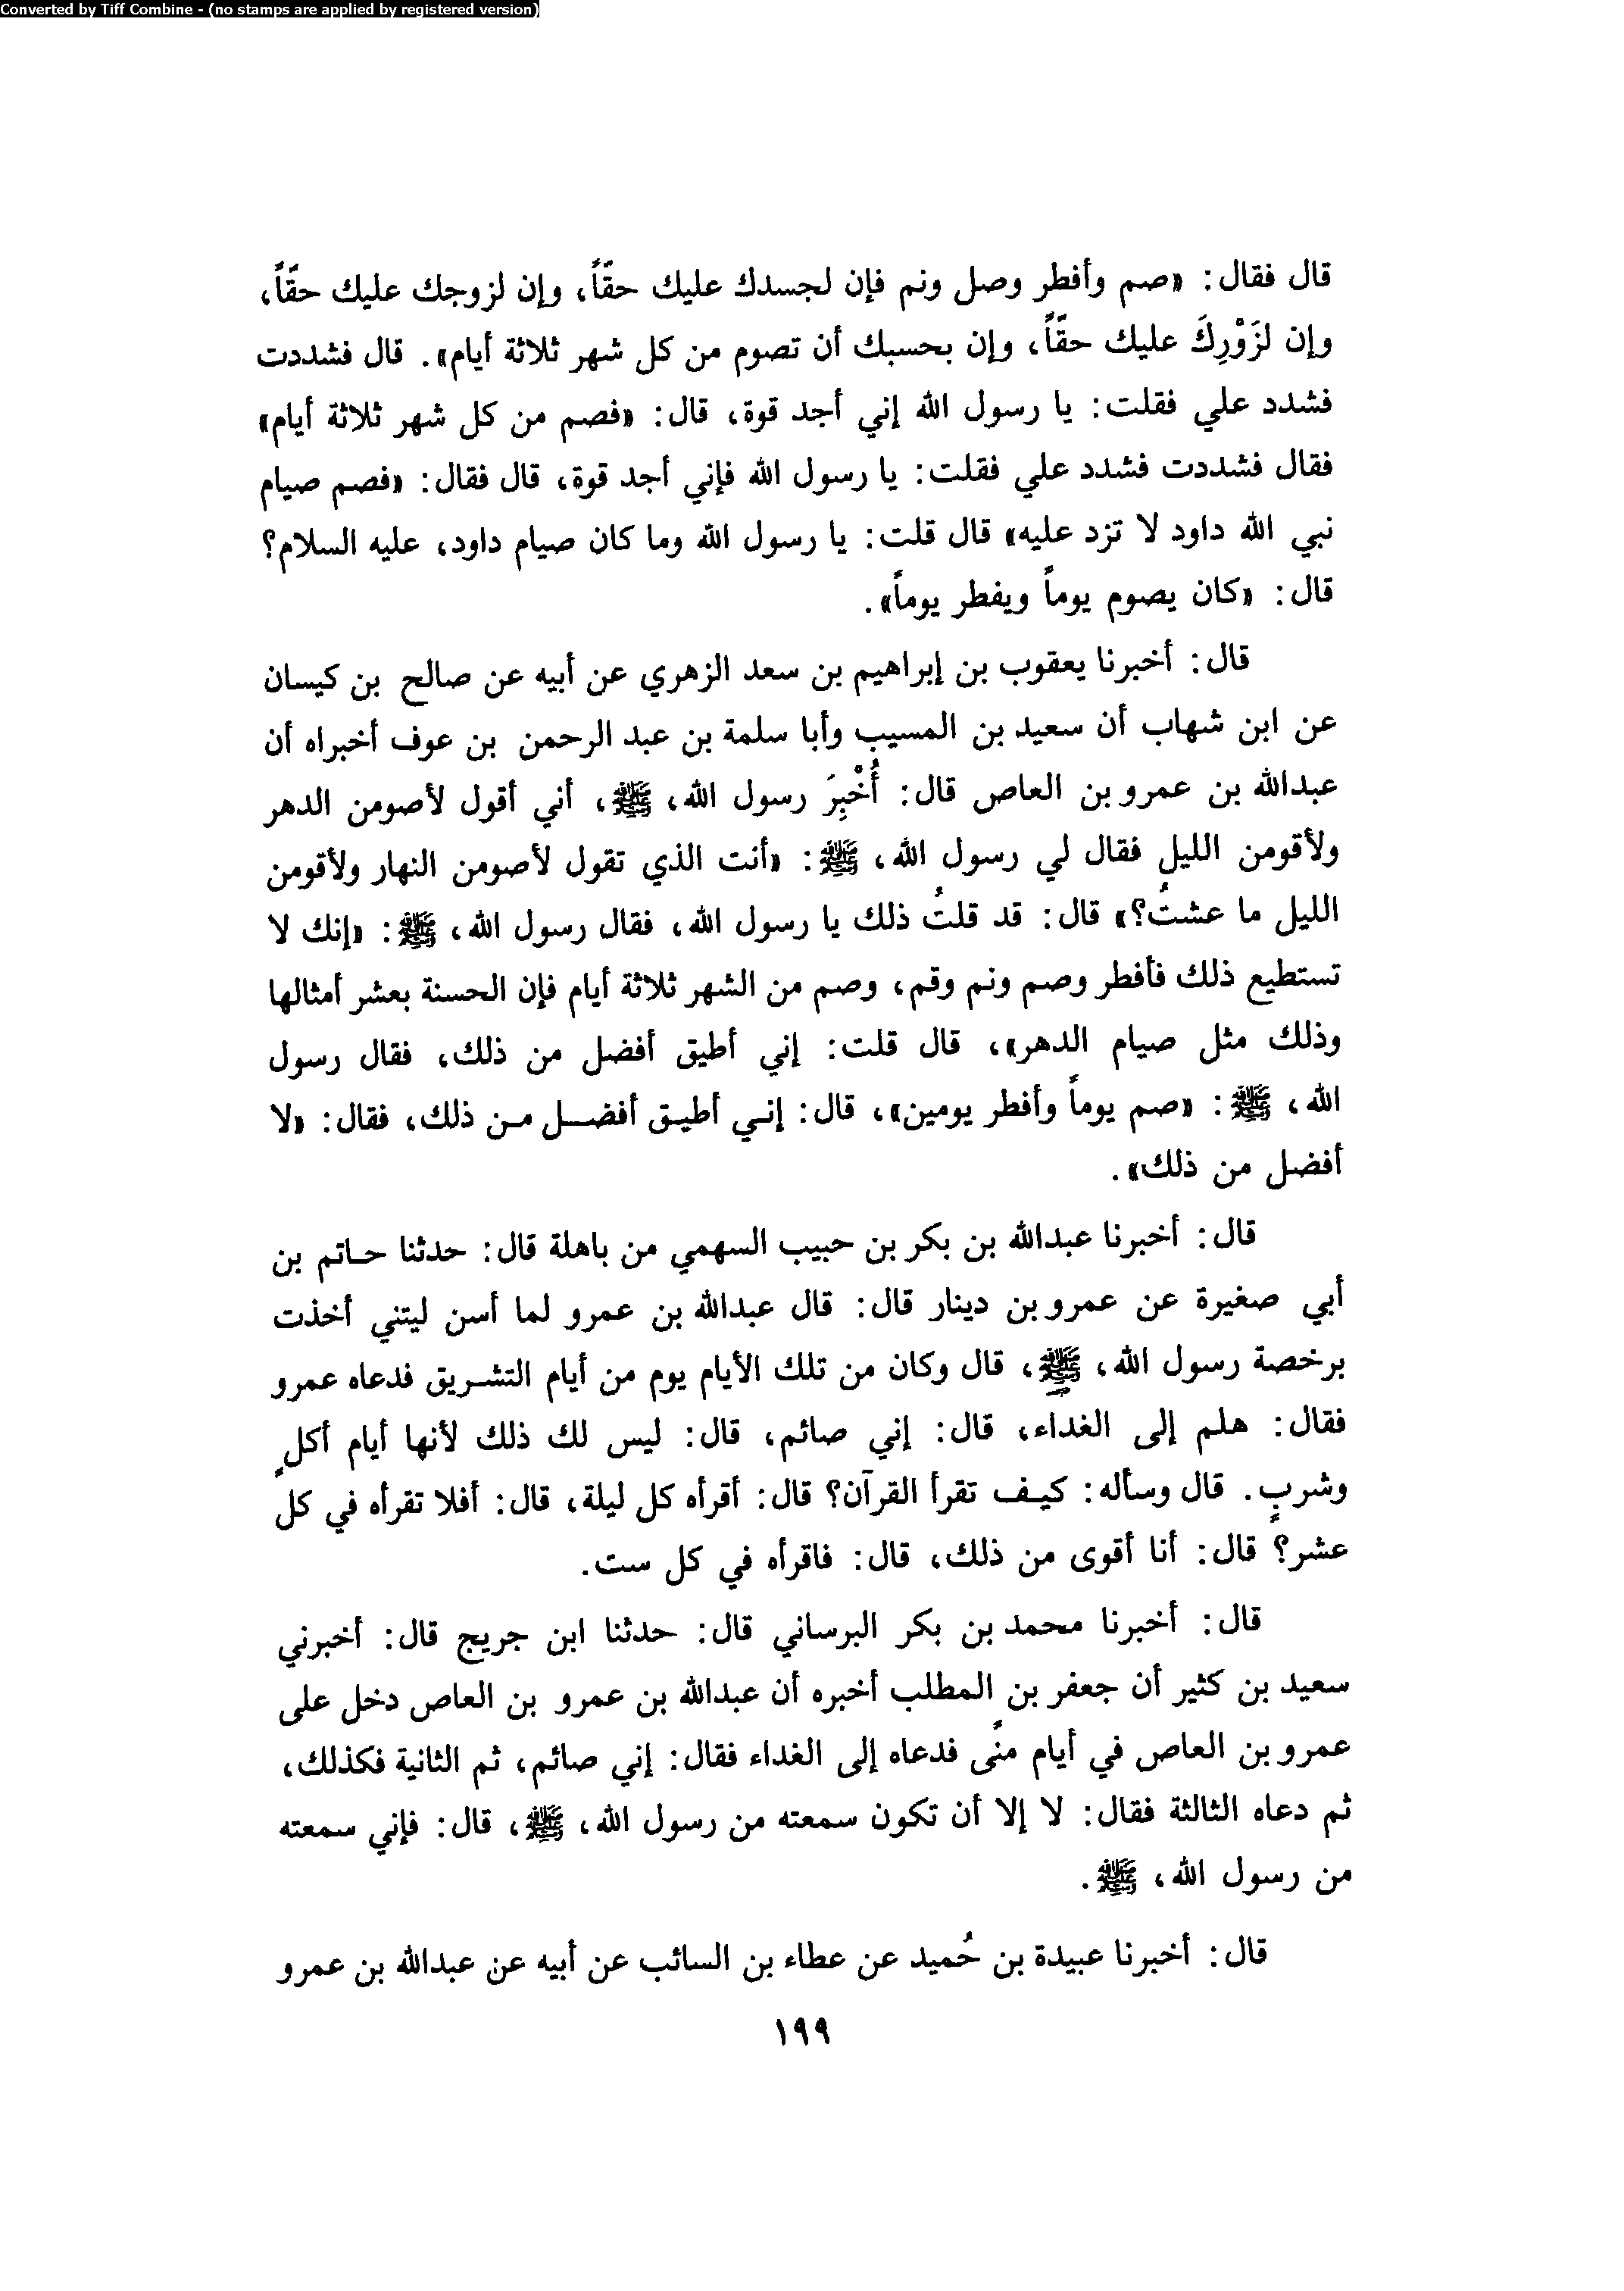 Converted by Tiff Combine - (no stamps are applied by registered version)
قال فقال: «صم وأفطر وصل ونم فإن لجسدك عليك حقّاً، وإن لزوجك عليك حقّاً،
وإن لزَوْرِكَ عليك حقّاً، وإن بحسبك أن تصوم من كل شهر ثلاثة أيام». قال فشددت
فشدد علي فقلت: يا رسول الله إني أجد قوة، قال: «فصم من كل شهر ثلاثة أيام»
فقال فشددت فشدد علي فقلت: يا رسول الله فإني أجد قوة، قال فقال: «فصم صيام
نبي الله داود لا تزد عليه» قال قلت: يا رسول الله وما كان صيام داود، عليه السلام؟
قال: «كان يصوم يوماً ويفطر يوماً».
قال: أخبرنا يعقوب بن إبراهيم بن سعد الزهري عن أبيه عن صالح بن كيسان
عن ابن شهاب أن سعيد بن المسيب وأبا سلمة بن عبد الرحمن بن عوف أخبراه أن
عبدالله بن عمرو بن العاص قال: أُخْبِرَ رسول الله، ﷺ، أني أقول لأصومن الدهر
ولأقومن الليل فقال لي رسول الله، ﷺ: «أنت الذي تقول لأصومن النهار ولأقومن
الليل ما عشتُ؟» قال: قد قلتُ ذلك يا رسول الله، فقال رسول الله، ﷺ: «إنك لا
تستطيع ذلك فأفطر وصم ونم وقم، وصم من الشهر ثلاثة أيام فإن الحسنة بعشر أمثالها
وذلك مثل صيام الدهر»، قال قلت: إني أطيق أفضل من ذلك، فقال رسول
الله، ﷺ: «صم يوماً وأفطر يومين»، قال: إني أطيق أفضل من ذلك، فقال: «لا
أفضل من ذلك».
قال: أخبرنا عبدالله بن بكر بن حبيب السهمي من باهلة قال: حدثنا حاتم بن
أبي صغيرة عن عمرو بن دينار قال: قال عبدالله بن عمرو لما أسن ليتني أخذت
برخصة رسول الله، ﷺ، قال وكان من تلك الأيام يوم من أيام التشريق فدعاه عمرو
فقال: هلم إلى الغداء، قال: إني صائم، قال: ليس لك ذلك لأنها أيام أكلٍ
وشربٍ. قال وسأله: كيف تقرأ القرآن؟ قال: أقرأه كل ليلة، قال: أفلا تقرأه في كل
عشر؟ قال: أنا أقوى من ذلك، قال: فاقرأه في كل ست.
قال: أخبرنا محمد بن بكر البرساني قال: حدثنا ابن جريج قال: أخبرني
سعيد بن كثير أن جعفر بن المطلب أخبره أن عبدالله بن عمرو بن العاص دخل على
عمرو بن العاص في أيام منًى فدعاه إلى الغداء فقال: إني صائم، ثم الثانية فكذلك،
ثم دعاه الثالثة فقال: لا إلا أن تكون سمعته من رسول الله، ﷺ، قال: فإني سمعته
من رسول الله، ﷺ.
قال: أخبرنا عبيدة بن حُميد عن عطاء بن السائب عن أبيه عن عبدالله بن عمرو
١٩٩